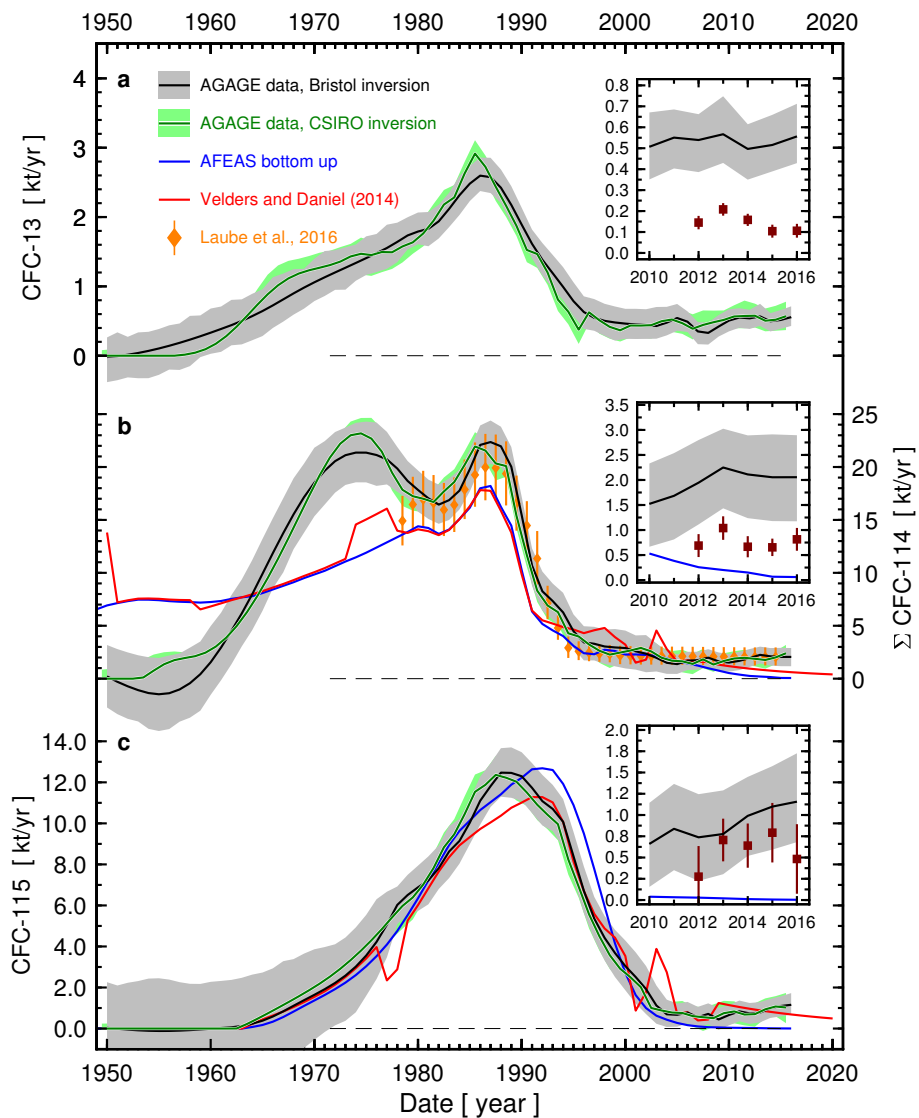 1950 1960 1970 1980 1990 2000 2010 2020
a
4
3
2
1
0
CFC-13 [ kt/yr ]
AGAGE data, Bristol inversion
AGAGE data, CSIRO inversion
AFEAS bottom up
Velders and Daniel (2014)
Laube et al., 2016
0.8
0.7
0.6
0.5
0.4
0.3
0.2
0.1
0.0
2010 2012 2014 2016
b
25
20
15
10
5
0
Σ CFC-114 [ kt/yr ]
3.5
3.0
2.5
2.0
1.5
1.0
0.5
0.0
2010 2012 2014 2016
c
14.0
12.0
10.0
8.0
6.0
4.0
2.0
0.0
CFC-115 [ kt/yr ]
2.0
1.8
1.5
1.2
1.0
0.8
0.5
0.2
0.0
2010 2012 2014 2016
1950 1960 1970 1980 1990 2000 2010 2020
Date [ year ]